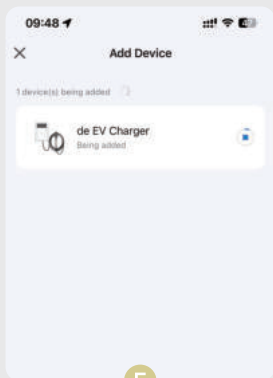 09:48
Add Device
1 device(s) being added
de EV Charger
Being added